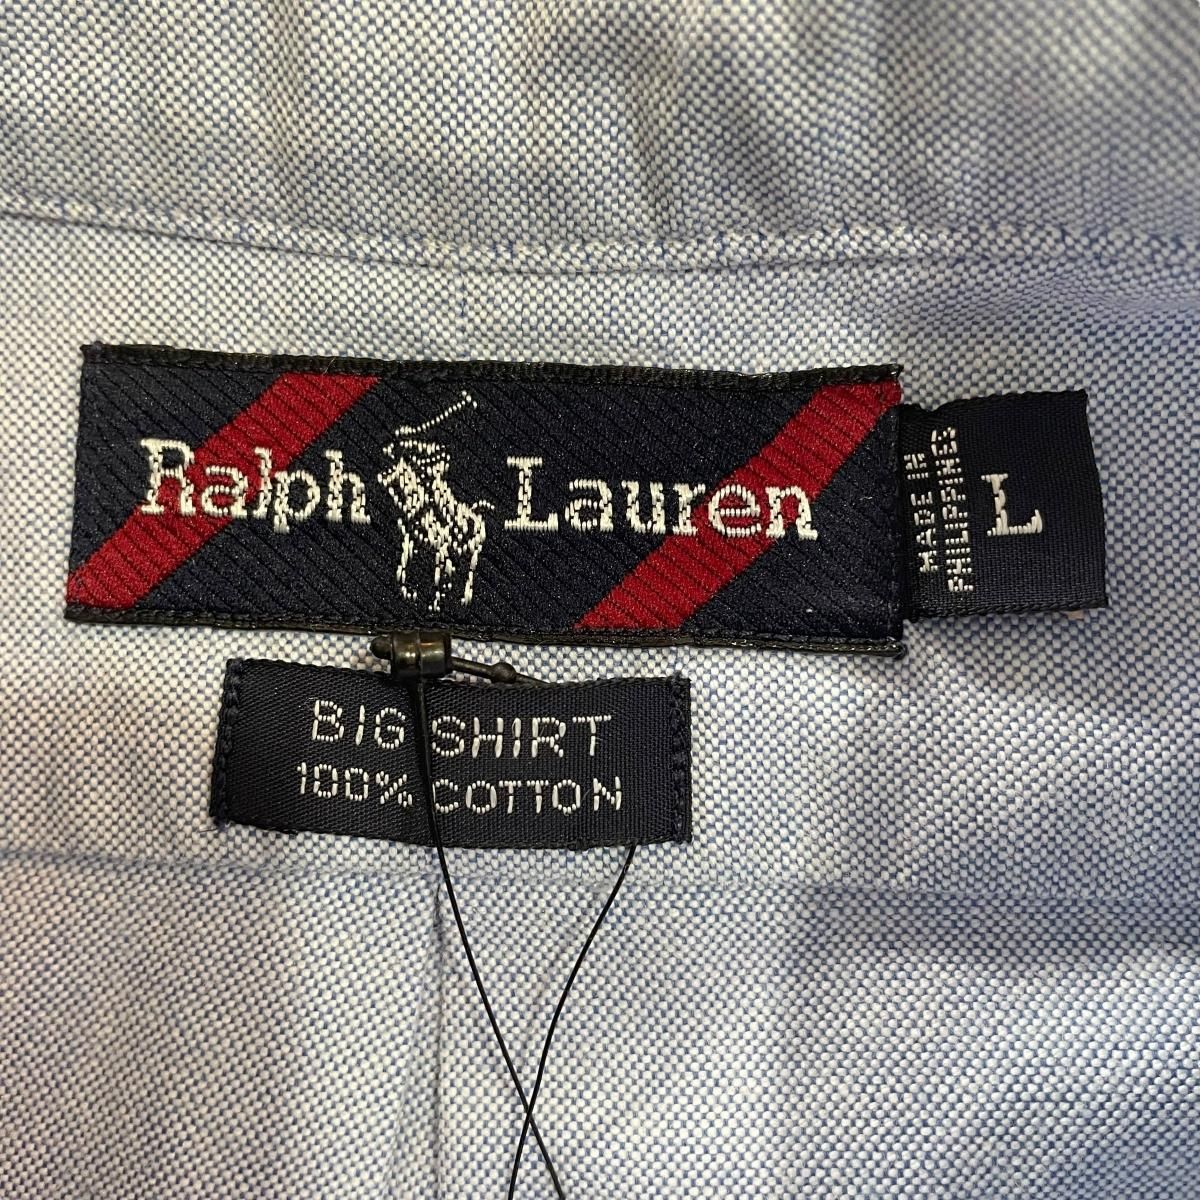 Ralph Lauren
MADE IN
PHILIPPINES
L
BIG SHIRT
100% COTTON